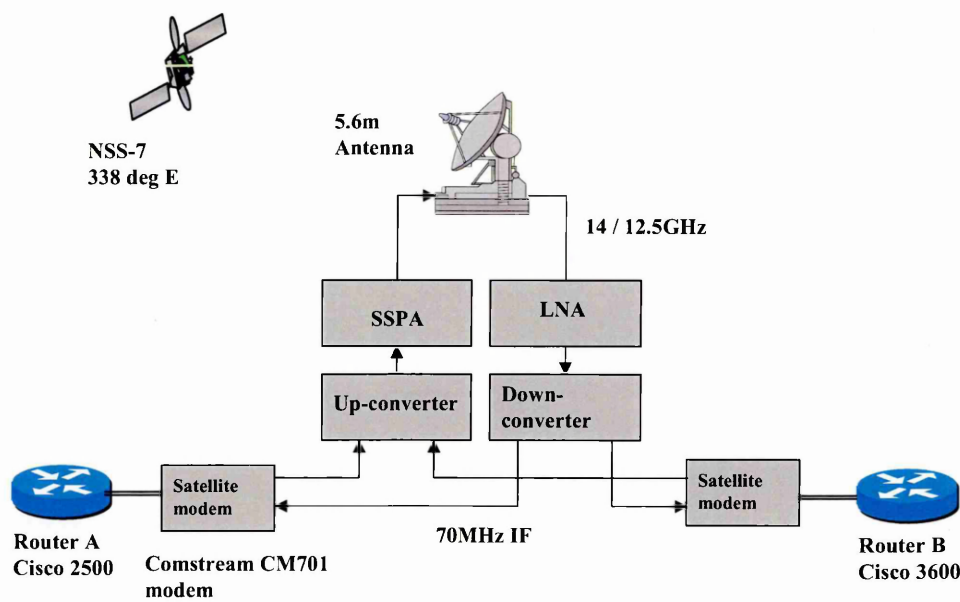 NSS-7
338 deg E
5.6m
Antenna
14 / 12.5GHz
SSPA
LNA
Up-converter
Down-
converter
Satellite
modem
Satellite
modem
70MHz IF
Router A
Cisco 2500
Comstream CM701
modem
Router B
Cisco 3600